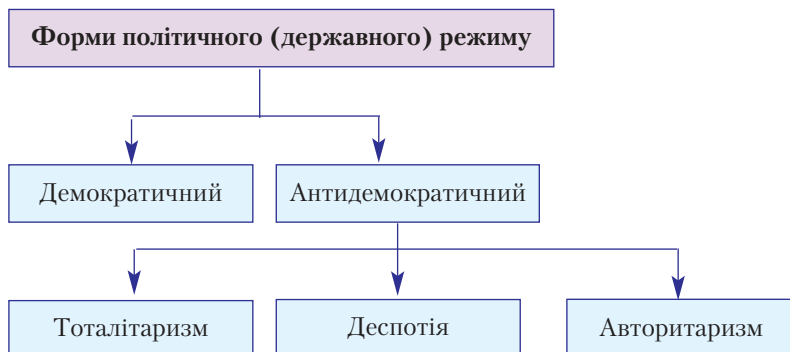 Форми політичного (державного) режиму
Демократичний
Антидемократичний
Тоталітаризм
Деспотія
Авторитаризм